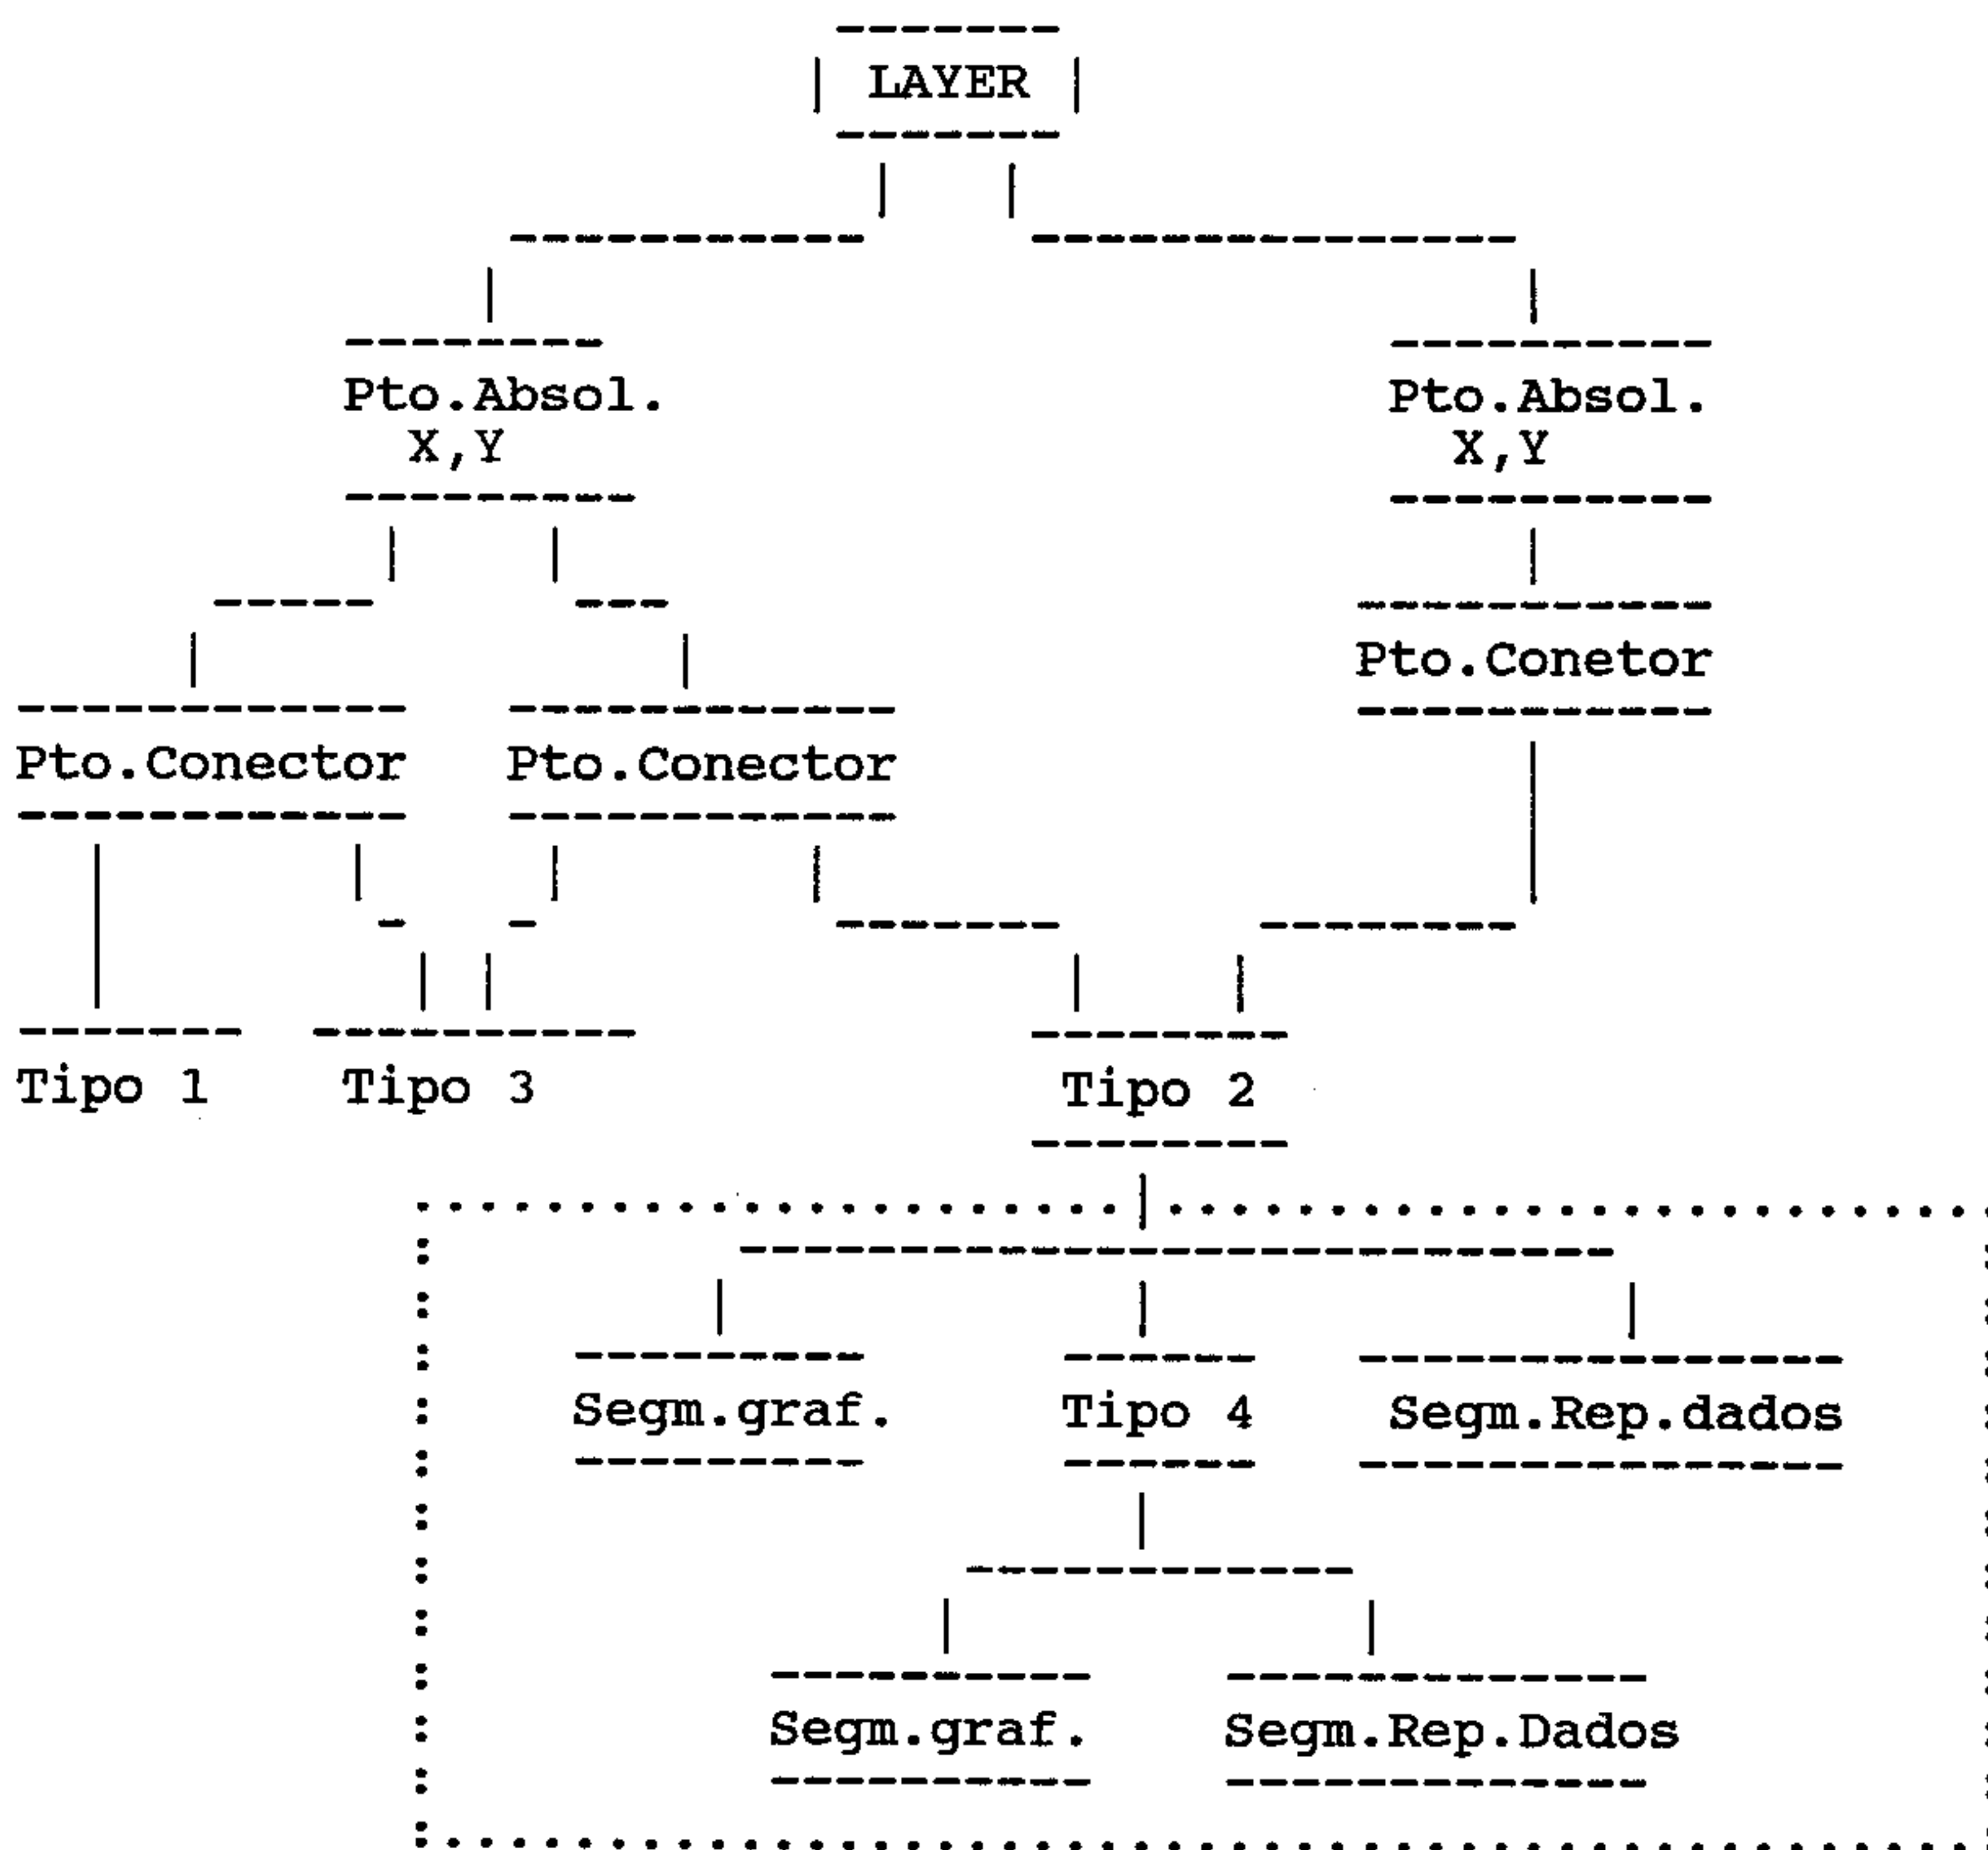 LAYER
Pto.Absol. Pto.Absol.
X,Y X,Y
Pto.Conetor
Pto.Conector Pto.Conector
Tipo 1 Tipo 3 Tipo 2
Segm.graf. Tipo 4 Segm.Rep.dados
Segm.graf. Segm.Rep.Dados